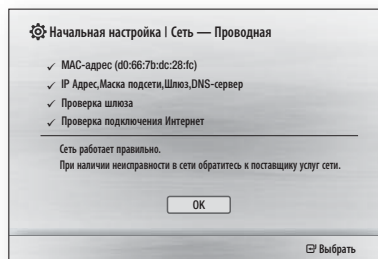 Начальная настройка | Сеть — Проводная
MAC-адрес (d0:66:7b:dc:28:fc)
IP Адрес,Маска подсети,Шлюз,DNS-сервер
Проверка шлюза
Проверка подключения Интернет
Сеть работает правильно.
При наличии неисправности в сети обратитесь к поставщику услуг сети.
OK
Выбрать